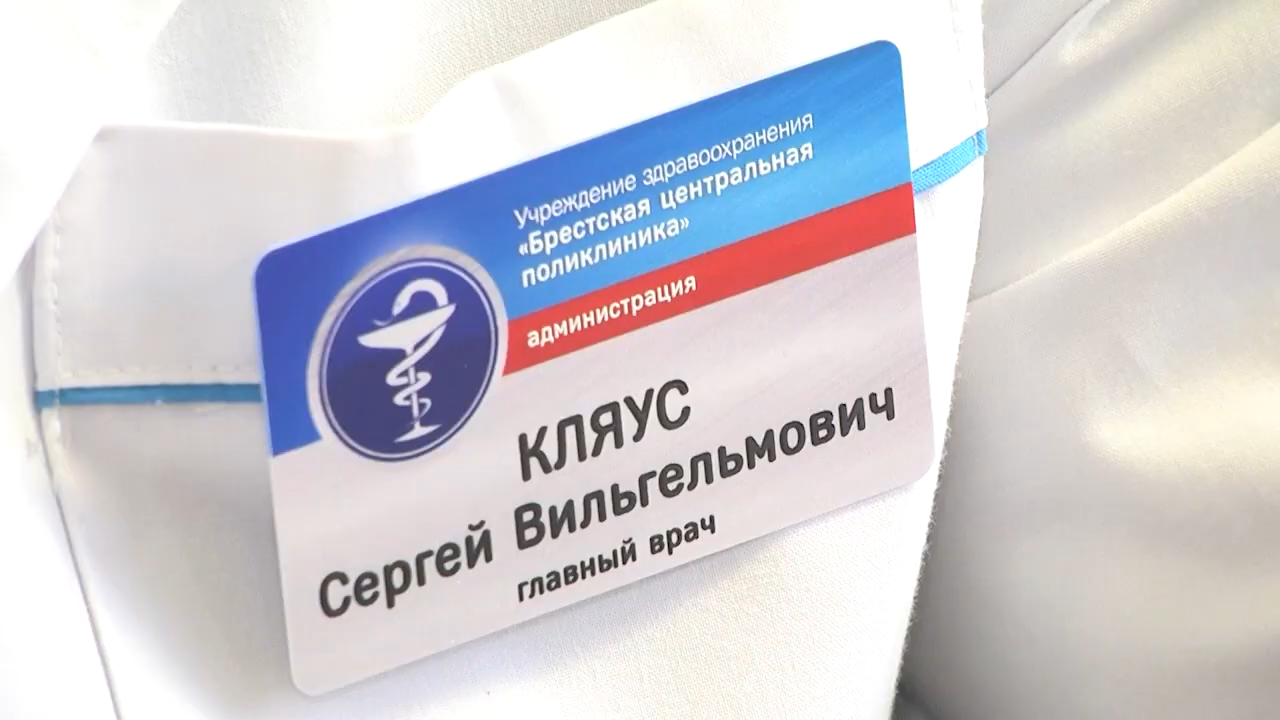 Учреждение здравоохранения
«Брестская центральная
поликлиника»
администрация
КЛЯУС
Сергей Вильгельмович
главный врач